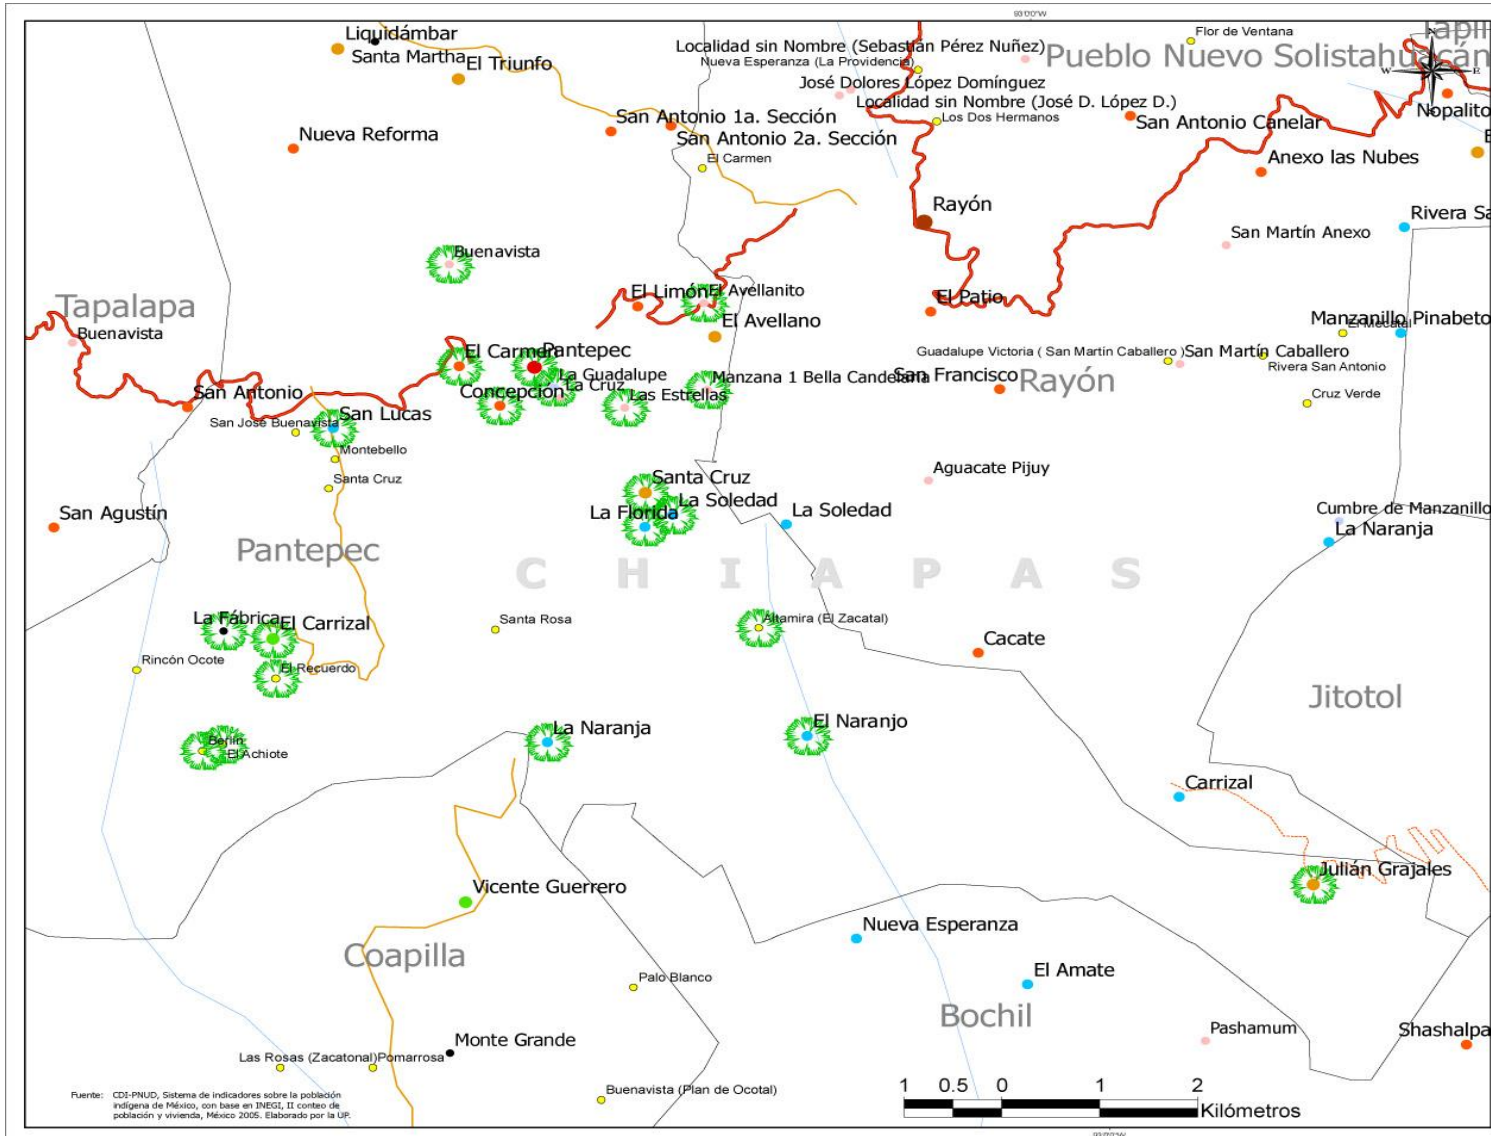 93°0'0"W
Flor de Ventana
Liquidámbar
Santa Martha
El Triunfo
Localidad sin Nombre (Sebastián Pérez Nuñez)
Nueva Esperanza (La Providencia)
Pueblo Nuevo Solistahuacán
N
W
E
José Dolores López Domínguez
Localidad sin Nombre (José D. López D.)
Los Dos Hermanos
Nopalito
San Antonio 1a. Sección
San Antonio 2a. Sección
San Antonio Canelar
Nueva Reforma
El Carmen
Anexo las Nubes
Rayón
Rivera Sa
San Martín Anexo
Buenavista
Tapalapa
El Limón
El Avellanito
El Patio
Buenavista
El Avellano
Manzanillo Pinabeto
El Mecatal
El Carmen
Pantepec
Guadalupe Victoria ( San Martín Caballero )
San Martín Caballero
Rivera San Antonio
La Guadalupe
La Cruz
Manzana 1 Bella Candelaria
San Francisco
Rayón
San Antonio
Concepción
Las Estrellas
Cruz Verde
San Lucas
San José Buenavista
Montebello
Santa Cruz
Santa Cruz
Aguacate Pijuy
La Soledad
La Florida
La Soledad
San Agustín
Cumbre de Manzanillo
La Naranja
Pantepec
C H I A P A S
La Fábrica
El Carrizal
Santa Rosa
Altamira (El Zacatal)
Cacate
Rincón Ocote
El Recuerdo
Jitotol
La Naranja
El Naranjo
Berlín
El Achiote
Carrizal
Julián Grajales
Vicente Guerrero
Nueva Esperanza
Coapilla
El Amate
Palo Blanco
Bochil
Pashamum
Shashalpa
Monte Grande
Las Rosas (Zacatonal)
Pomarrosa
Buenavista (Plan de Ocotal)
1 0.5 0 1 2
Kilómetros
Fuente: CDI-PNUD, Sistema de indicadores sobre la población
indígena de México, con base en INEGI, II conteo de
población y vivienda, México 2005. Elaborado por la UP.